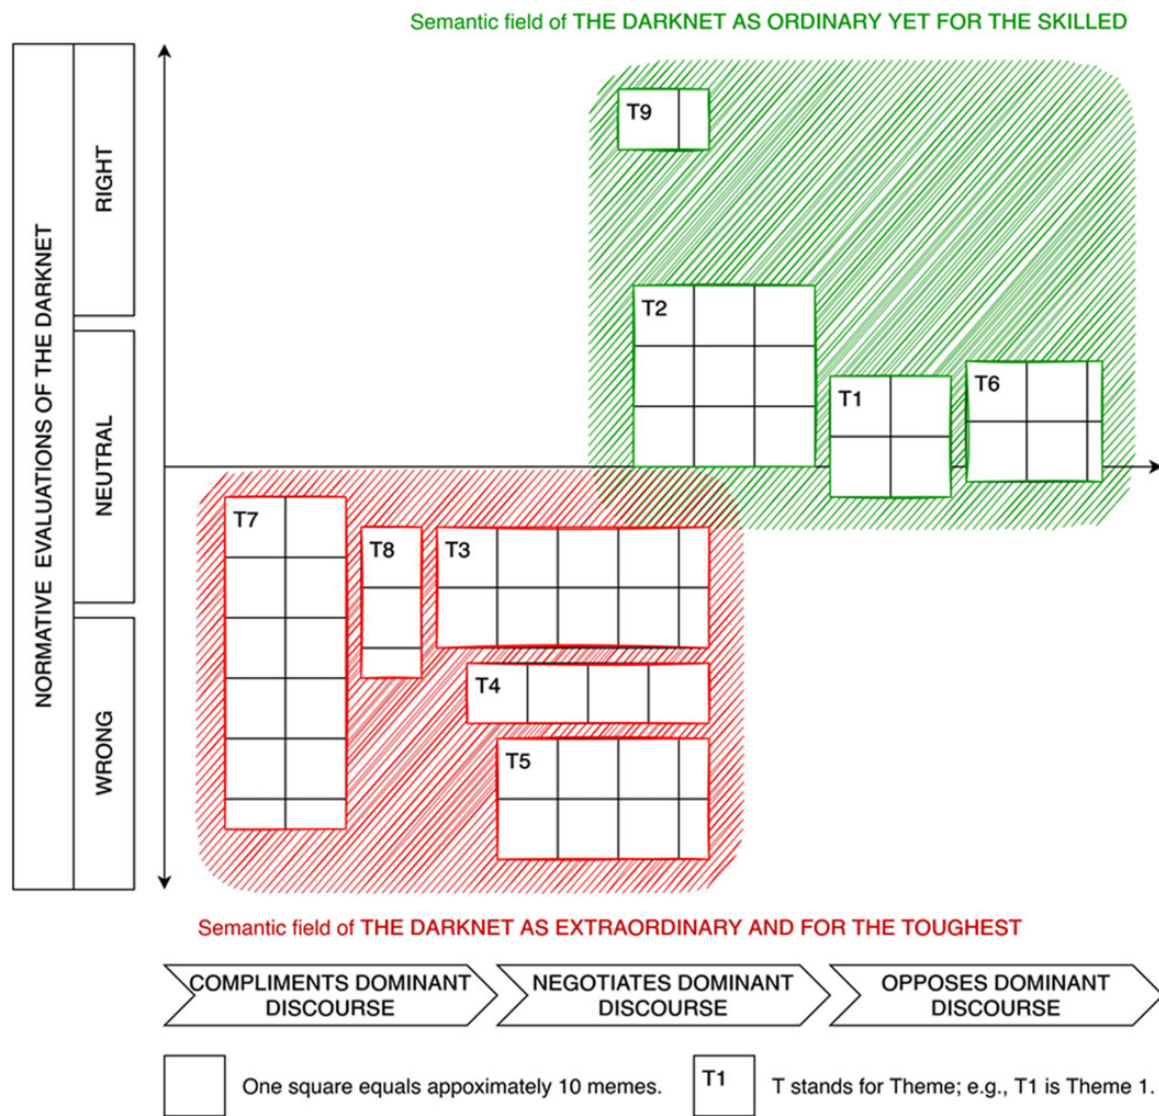 Semantic field of THE DARKNET AS ORDINARY YET FOR THE SKILLED
NORMATIVE EVALUATIONS OF THE DARKNET
RIGHT
NEUTRAL
WRONG
T9
T2
T1
T6
T7
T8
T3
T4
T5
Semantic field of THE DARKNET AS EXTRAORDINARY AND FOR THE TOUGHEST
COMPLIMENTS DOMINANT
DISCOURSE
NEGOTIATES DOMINANT
DISCOURSE
OPPOSES DOMINANT
DISCOURSE
One square equals appoximately 10 memes.
T1
T stands for Theme; e.g., T1 is Theme 1.